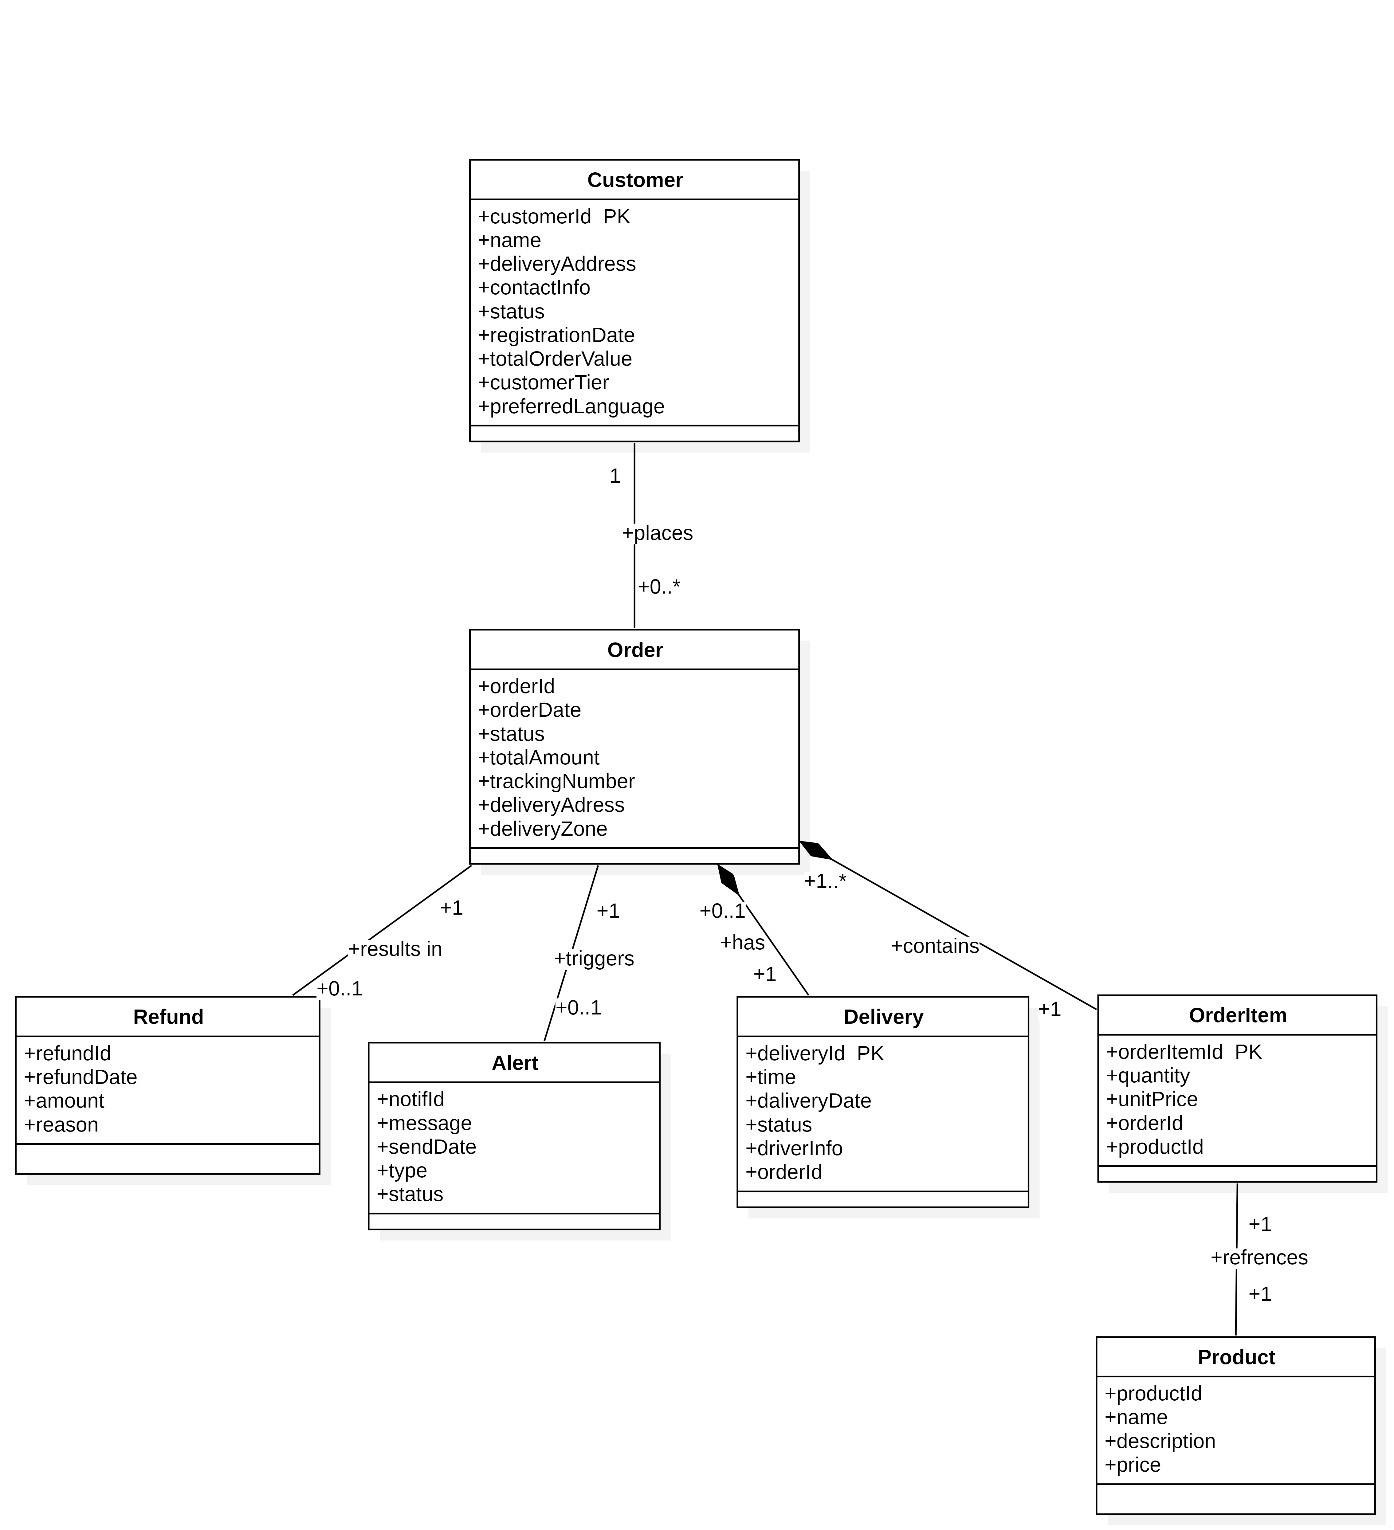 Customer
+customerId  PK
+name
+deliveryAddress
+contactInfo
+status
+registrationDate
+totalOrderValue
+customerTier
+preferredLanguage
1
+places
+0..*
Order
+orderId
+orderDate
+status
+totalAmount
+trackingNumber
+deliveryAdress
+deliveryZone
+1
+results in
+0..1
+1
+triggers
+0..1
+0..1
+has
+1
+1..*
+contains
+1
Refund
+refundId
+refundDate
+amount
+reason
Alert
+notifId
+message
+sendDate
+type
+status
Delivery
+deliveryId  PK
+time
+daliveryDate
+status
+driverInfo
+orderId
OrderItem
+orderItemId  PK
+quantity
+unitPrice
+orderId
+productId
+1
+refrences
+1
Product
+productId
+name
+description
+price